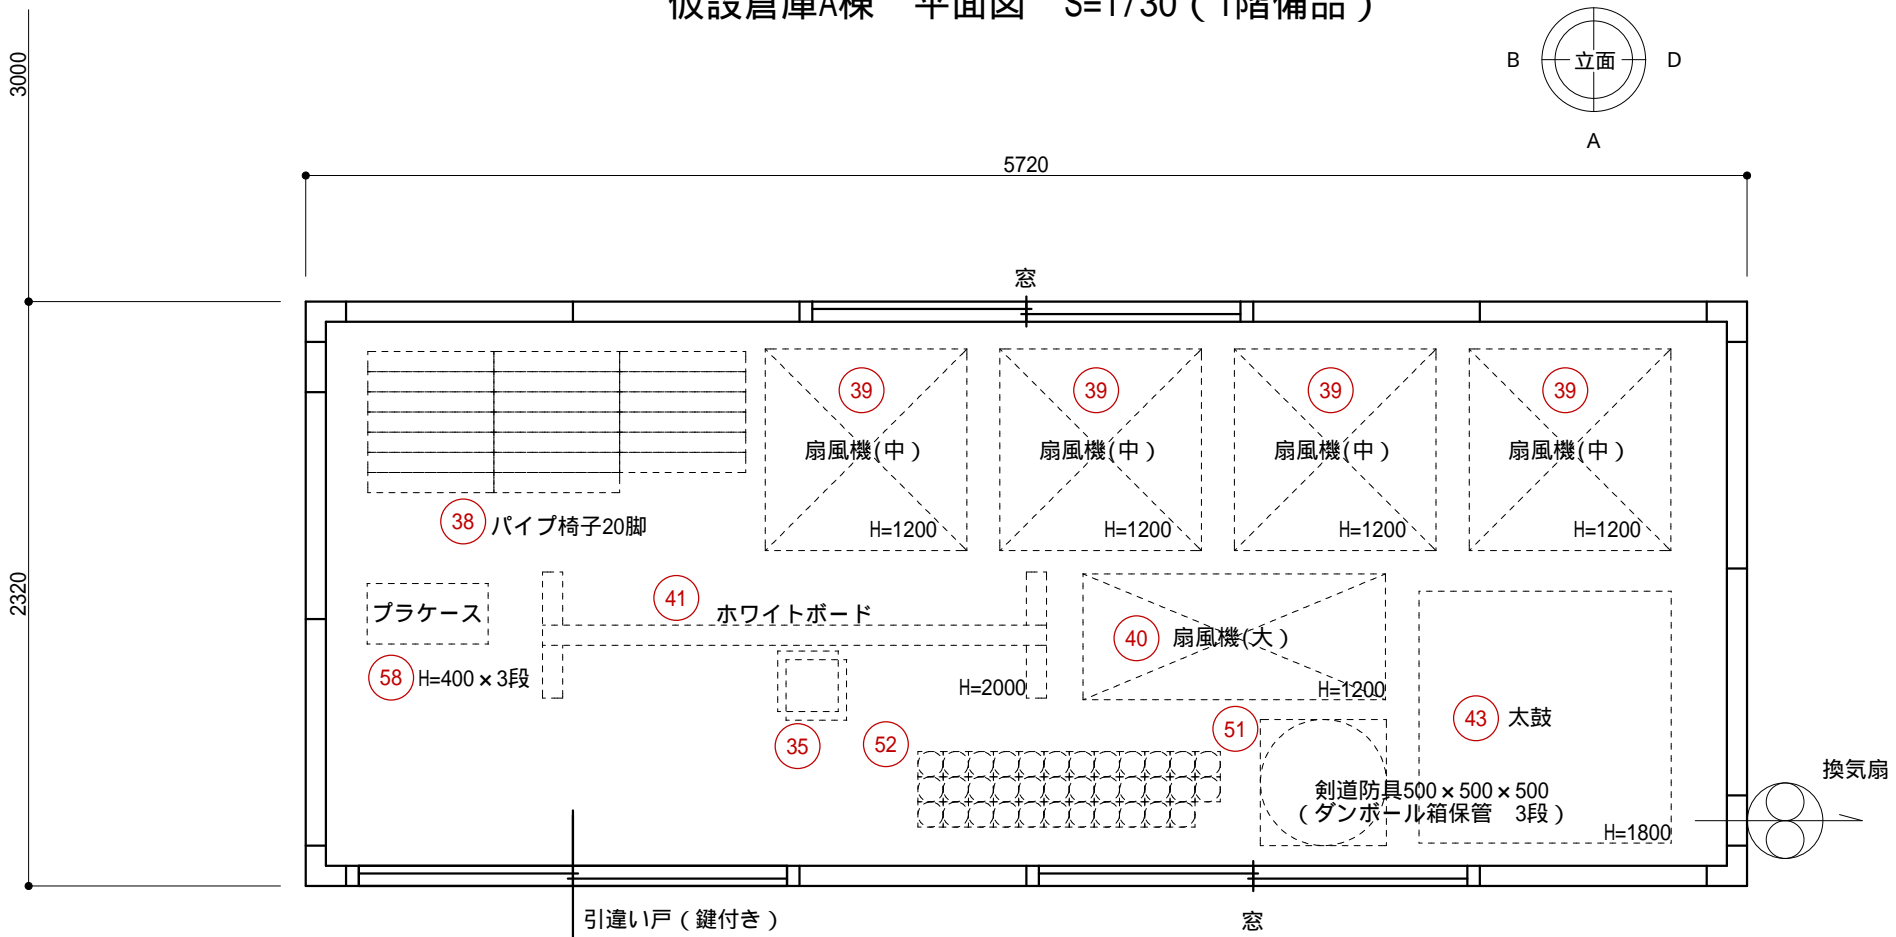 仮設倉庫A棟　平面図　S=1/30（1階備品）
3000
B
立面
D
A
5720
窓
39
39
39
39
扇風機(中）
扇風機(中）
扇風機(中）
扇風機(中）
H=1200
H=1200
H=1200
H=1200
38
パイプ椅子20脚
2320
プラケース
41
ホワイトボード
40
扇風機(大）
58
H=400×3段
H=2000
H=1200
35
52
51
43
太鼓
換気扇
剣道防具500×500×500
（ダンボール箱保管　3段）
H=1800
引違い戸（鍵付き）
窓